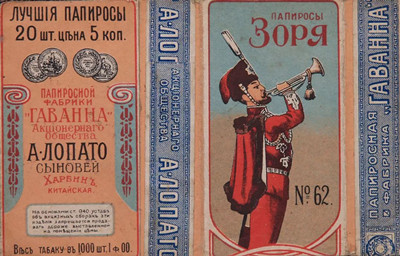 ЛУЧШІЯ ПАПИРОСЫ
20 ШТ. ЦѢНА 5 КОП.
ПАПИРОСНОЙ
ФАБРИКИ
"ГАВАННА"
Акціонернаго
общества
А·ЛОПАТО
СЫНОВЕЙ
Харбинъ
КИТАЙСКАЯ.
ВѢСЪ ТАБАКУ В 1000 ШТ. 1 Ф 00.
А·ЛОП
АКЦІОНЕРНАГО
ОБЩЕСТВА
А·ЛОПАТО
ПАПИРОСЫ
Зоря
№ 62.
ПАПИРОСНАЯ
ФАБРИКА
"ГАВАННА"